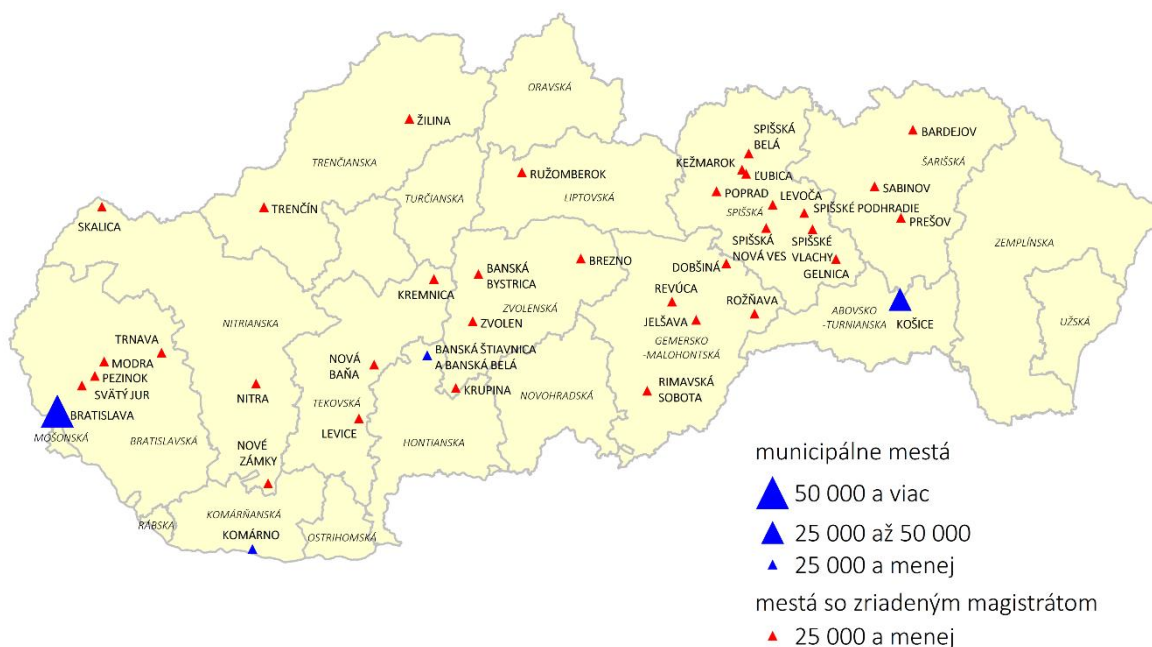 ORAVSKÁ
ŽILINA
SPIŠSKÁ
BELÁ
BARDEJOV
TRENČIANSKA
KEŽMAROK
ŠARIŠSKÁ
RUŽOMBEROK
ĽUBICA
TURČIANSKA
LIPTOVSKÁ
POPRAD
LEVOČA
SABINOV
SKALICA
TRENČÍN
SPIŠSKÁ
SPIŠSKÉ PODHRADIE
PREŠOV
SPIŠSKÁ
NOVÁ VES
SPIŠSKÉ
VLACHY
ZEMPLÍNSKA
BREZNO
DOBŠINÁ
GELNICA
BANSKÁ
BYSTRICA
KREMNICA
REVÚCA
ROŽŇAVA
ZVOLENSKÁ
ABOVSKO
-TURNIANSKA
KOŠICE
NITRIANSKA
ZVOLEN
JELŠAVA
UŽSKÁ
TRNAVA
GEMERSKO
-MALOHONTSKÁ
MODRA
NOVÁ
BAŇA
BANSKÁ ŠTIAVNICA
A BANSKÁ BELÁ
PEZINOK
SVÄTÝ JUR
NITRA
KRUPINA
NOVOHRADSKÁ
RIMAVSKÁ
SOBOTA
TEKOVSKÁ
BRATISLAVA
LEVICE
MOŠONSKÁ
BRATISLAVSKÁ
NOVÉ
ZÁMKY
HONTIANSKA
RÁBSKA
KOMÁRŇANSKÁ
OSTRIHOMSKÁ
KOMÁRNO
municipálne mestá
50 000 a viac
25 000 až 50 000
25 000 a menej
mestá so zriadeným magistrátom
25 000 a menej